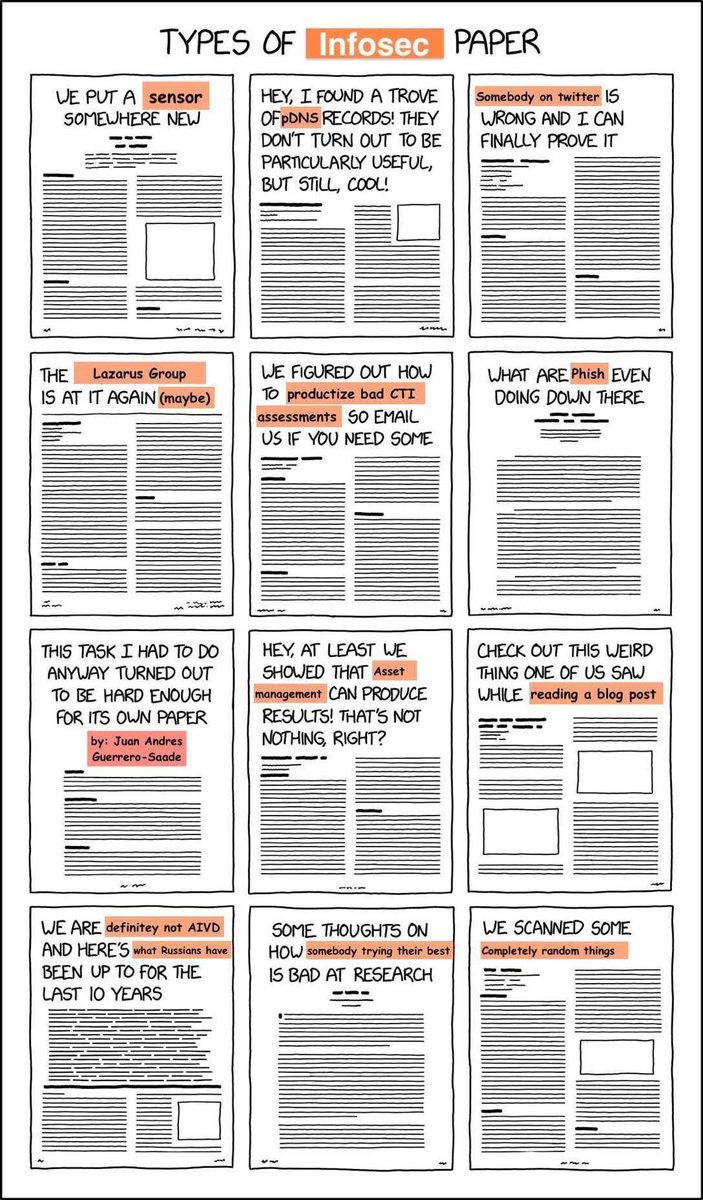 TYPES OF Infosec PAPER
WE PUT A sensor
SOMEWHERE NEW
HEY, I FOUND A TROVE
OF pDNS RECORDS! THEY
DON'T TURN OUT TO BE
PARTICULARLY USEFUL,
BUT STILL, COOL!
Somebody on twitter IS
WRONG AND I CAN
FINALLY PROVE IT
THE Lazarus Group
IS AT IT AGAIN (maybe)
WE FIGURED OUT HOW
TO productize bad CTI
assessments SO EMAIL
US IF YOU NEED SOME
WHAT ARE Phish EVEN
DOING DOWN THERE
THIS TASK I HAD TO DO
ANYWAY TURNED OUT
TO BE HARD ENOUGH
FOR ITS OWN PAPER
by: Juan Andres
Guerrero-Saade
HEY, AT LEAST WE
SHOWED THAT Asset
management CAN PRODUCE
RESULTS! THAT'S NOT
NOTHING, RIGHT?
CHECK OUT THIS WEIRD
THING ONE OF US SAW
WHILE reading a blog post
WE ARE definitey not AIVD
AND HERE'S what Russians have
BEEN UP TO FOR THE
LAST 10 YEARS
SOME THOUGHTS ON
HOW somebody trying their best
IS BAD AT RESEARCH
WE SCANNED SOME
Completely random things